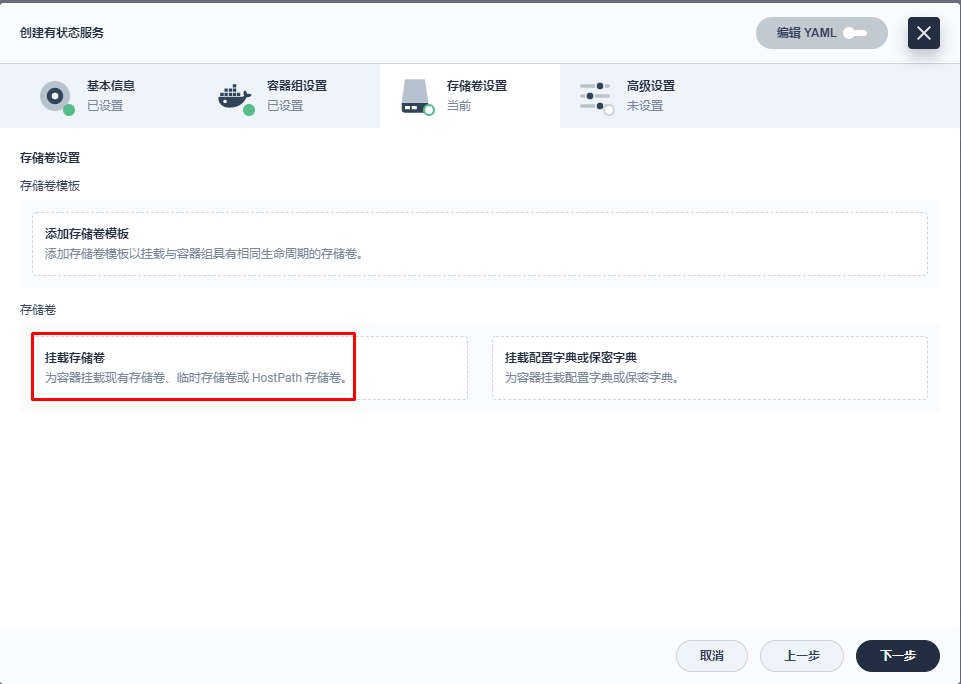 创建有状态服务
编辑 YAML
基本信息
已设置
容器组设置
已设置
存储卷设置
当前
高级设置
未设置
存储卷设置
存储卷模板
添加存储卷模板
添加存储卷模板以挂载与容器组具有相同生命周期的存储卷。
存储卷
挂载存储卷
为容器挂载现有存储卷、临时存储卷或 HostPath 存储卷。
挂载配置字典或保密字典
为容器挂载配置字典或保密字典。
取消
上一步
下一步